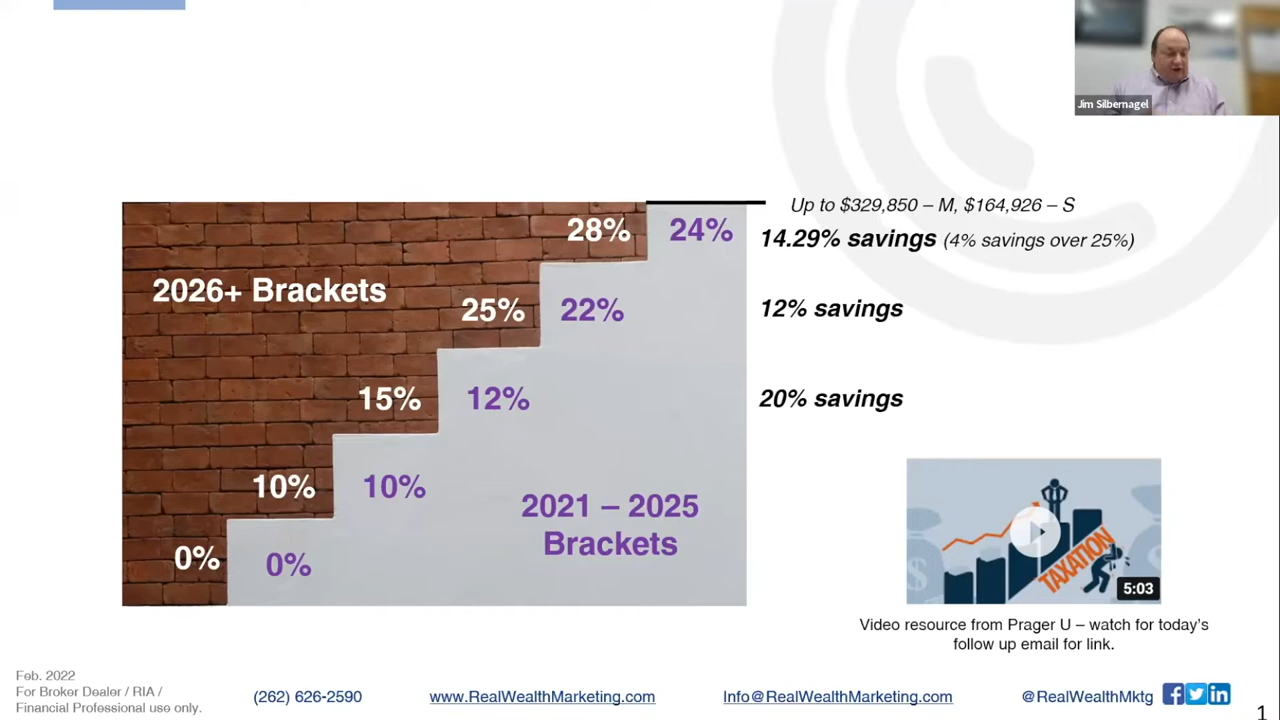 Jim Silbernagel
Up to $329,850 – M, $164,926 – S
28% 24% 14.29% savings (4% savings over 25%)
2026+ Brackets
25% 22% 12% savings
15% 12% 20% savings
10% 10%
2021 – 2025
Brackets
0% 0%
TAXATION
5:03
Video resource from Prager U – watch for today's
follow up email for link.
Feb. 2022
For Broker Dealer / RIA /
Financial Professional use only.
(262) 626-2590 www.RealWealthMarketing.com Info@RealWealthMarketing.com @RealWealthMktg
1